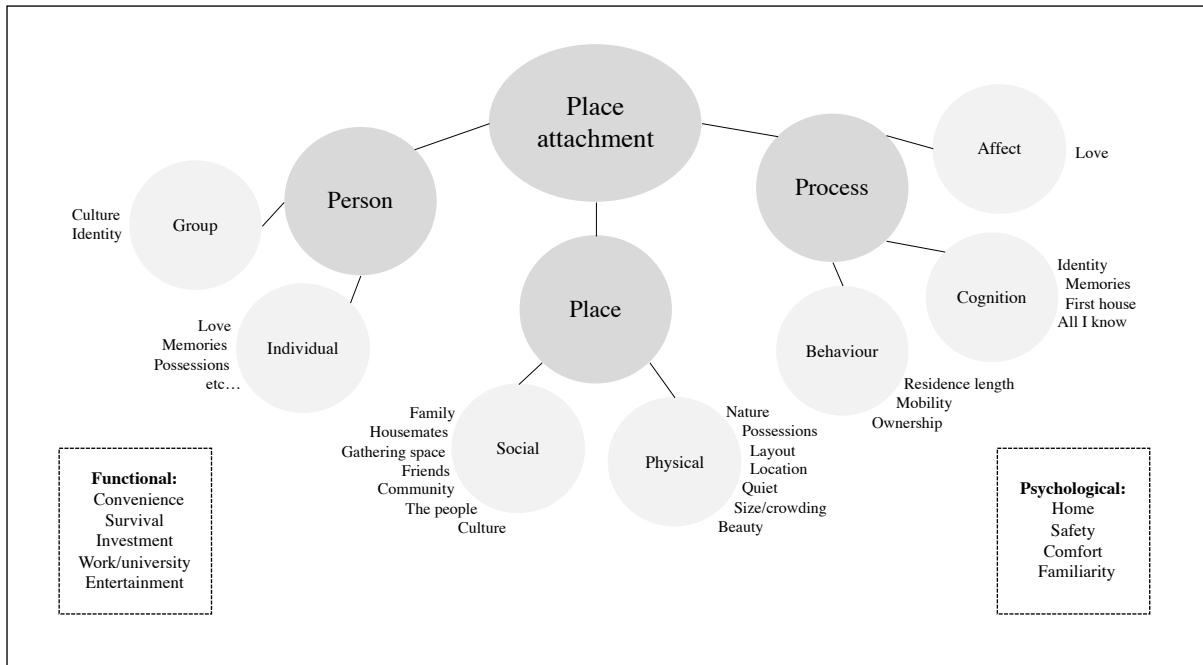 Place
attachment
Person
Group
Culture
Identity
Individual
Love
Memories
Possessions
etc…
Place
Social
Family
Housemates
Gathering space
Friends
Community
The people
Culture
Physical
Nature
Possessions
Layout
Location
Quiet
Size/crowding
Beauty
Process
Affect
Love
Cognition
Identity
Memories
First house
All I know
Behaviour
Residence length
Mobility
Ownership
Functional:
Convenience
Survival
Investment
Work/university
Entertainment
Psychological:
Home
Safety
Comfort
Familiarity